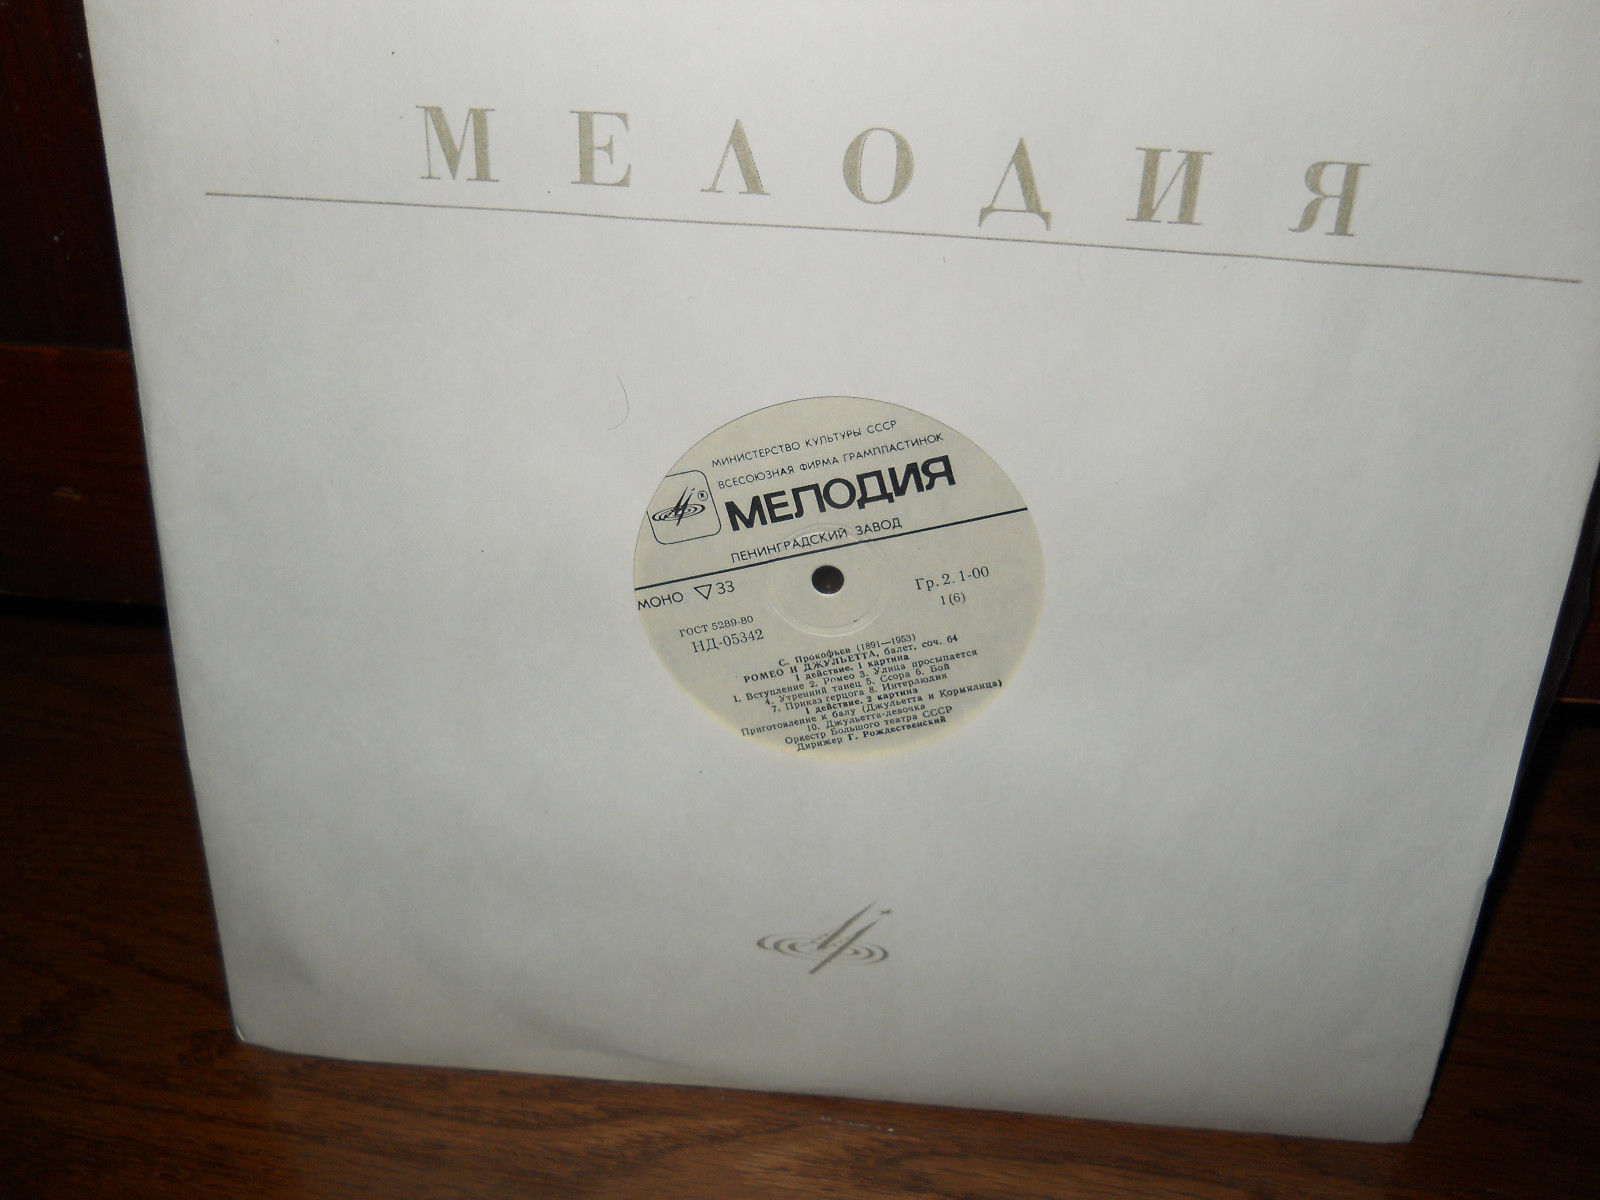 МЕЛОДИЯ
МИНИСТЕРСТВО КУЛЬТУРЫ СССР
ВСЕСОЮЗНАЯ ФИРМА ГРАМПЛАСТИНОК
МЕЛОДИЯ
ЛЕНИНГРАДСКИЙ ЗАВОД
МОНО ▽ 33
Гр. 2. 1-00
1 (6)
ГОСТ 5289-80
НД-05342
С. Прокофьев (1891—1953)
РОМЕО И ДЖУЛЬЕТТА, балет, соч. 64
1 действие. 1 картина
1. Вступление 2. Ромео 3. Улица просыпается
4. Утренний танец 5. Ссора 6. Бой
7. Приказ герцога 8. Интерлюдия
1 действие. 2 картина
Приготовление к балу (Джульетта и Кормилица)
10. Джульетта-девочка
Оркестр Большого театра СССР
Дирижер Г. Рождественский